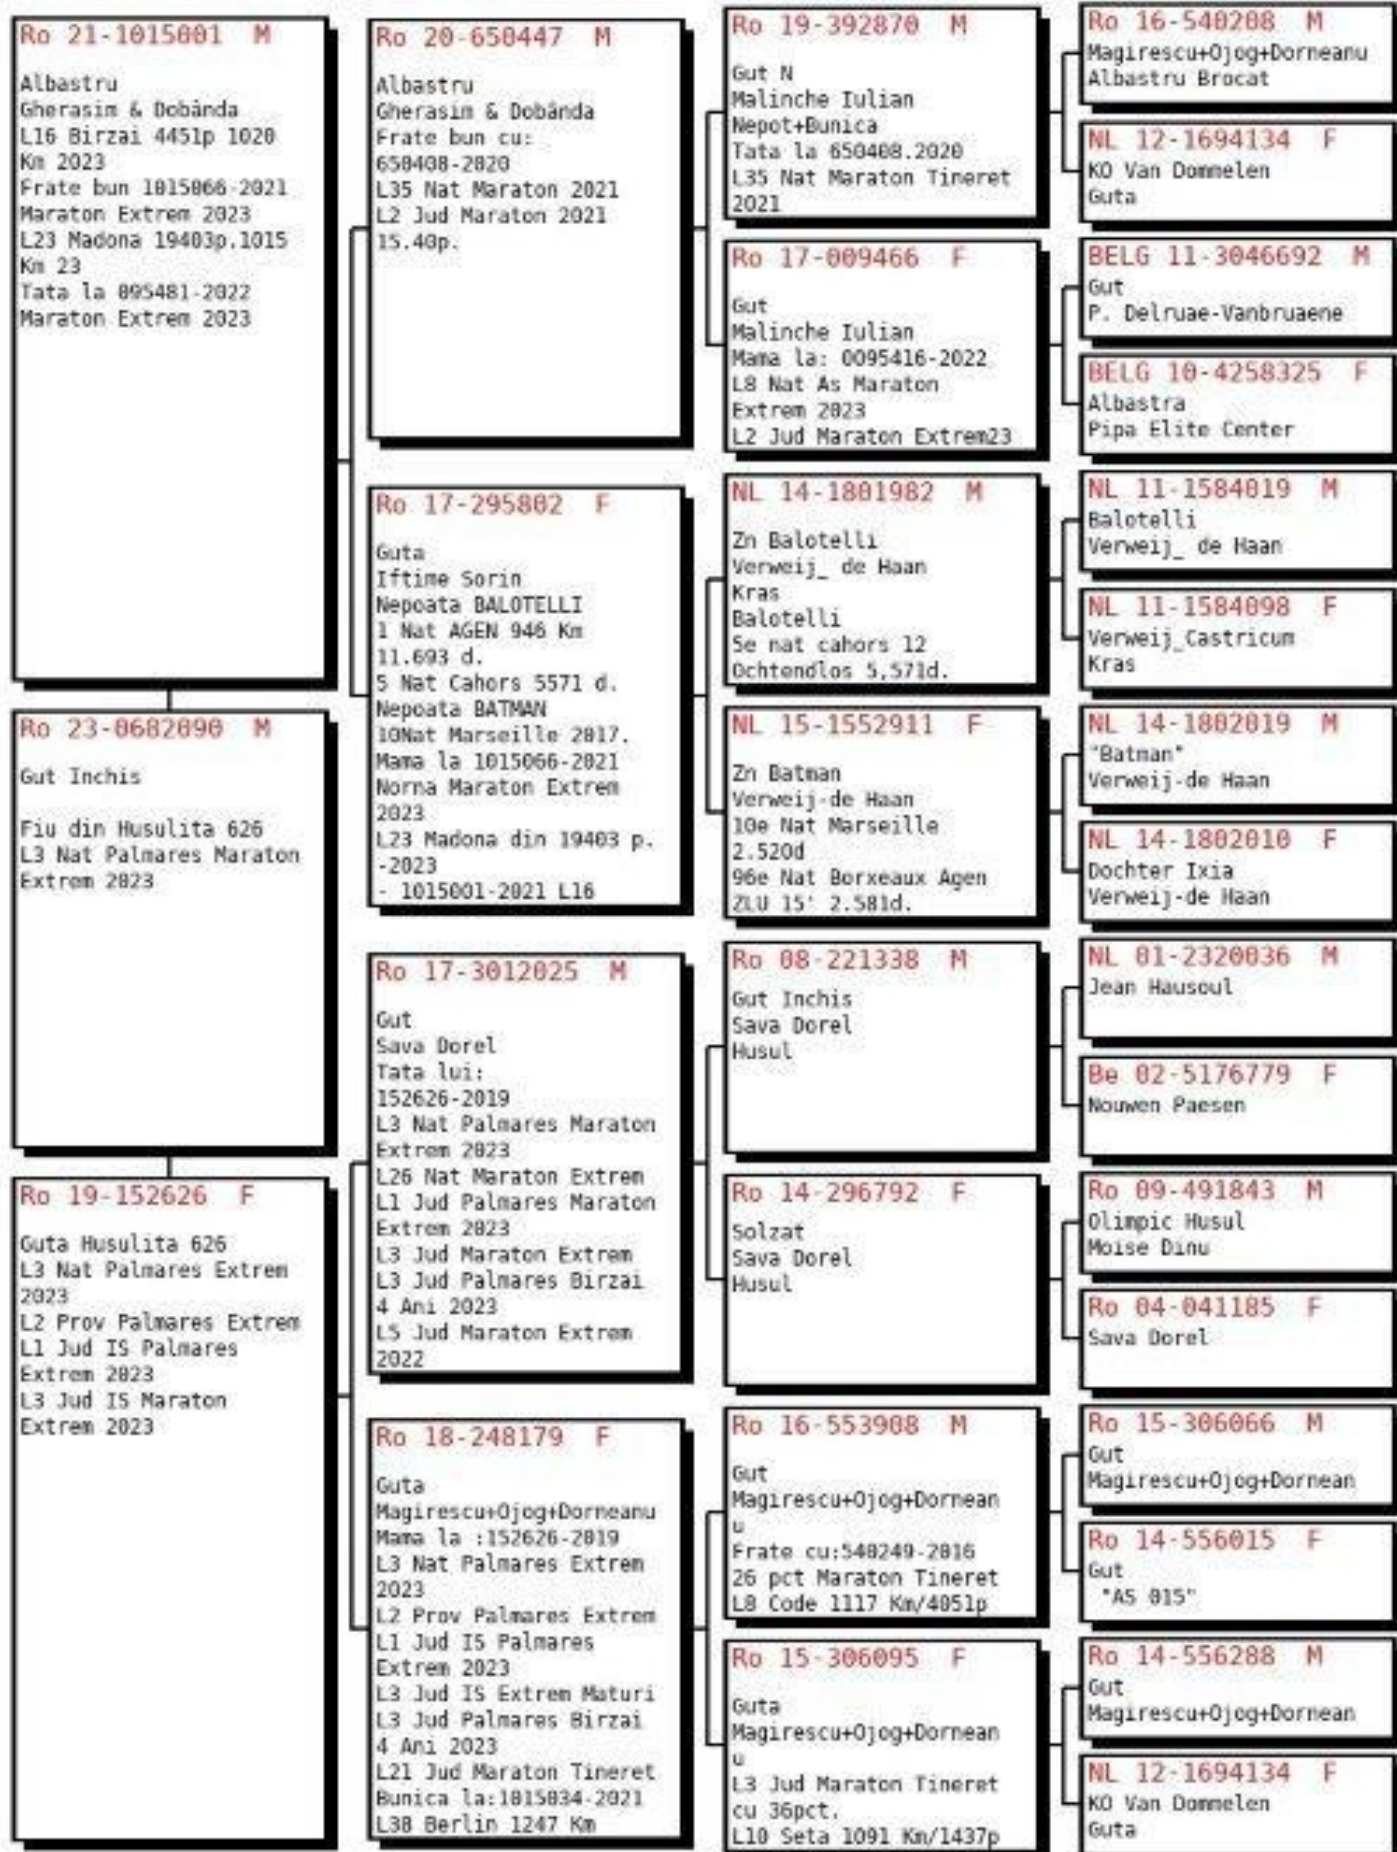 Ro 21-1015001 M
Albastru
Gherasim & Dobânda
L16 Birzai 4451p 1020
Km 2023
Frate bun 1015066-2021
Maraton Extrem 2023
L23 Madona 19403p.1015
Km 23
Tata la 095481-2022
Maraton Extrem 2023
Ro 23-0682090 M
Gut Inchis
Fiu din Husulita 626
L3 Nat Palmares Maraton
Extrem 2023
Ro 19-152626 F
Guta Husulita 626
L3 Nat Palmares Extrem
2023
L2 Prov Palmares Extrem
L1 Jud IS Palmares
Extrem 2023
L3 Jud IS Maraton
Extrem 2023
Ro 20-650447 M
Albastru
Gherasim & Dobânda
Frate bun cu:
650408-2020
L35 Nat Maraton 2021
L2 Jud Maraton 2021
15.40p.
Ro 17-295802 F
Guta
Iftime Sorin
Nepoata BALOTELLI
1 Nat AGEN 946 Km
11.693 d.
5 Nat Cahors 5571 d.
Nepoata BATMAN
10Nat Marseille 2017.
Mama la 1015066-2021
Norna Maraton Extrem
2023
L23 Madona din 19403 p.
-2023
- 1015001-2021 L16
Ro 17-3012025 M
Gut
Sava Dorel
Tata lui:
152626-2019
L3 Nat Palmares Maraton
Extrem 2023
L26 Nat Maraton Extrem
L1 Jud Palmares Maraton
Extrem 2023
L3 Jud Maraton Extrem
L3 Jud Palmares Birzai
4 Ani 2023
L5 Jud Maraton Extrem
2022
Ro 18-248179 F
Guta
Magirescu+Ojog+Dorneanu
Mama la :152626-2019
L3 Nat Palmares Extrem
2023
L2 Prov Palmares Extrem
L1 Jud IS Palmares
Extrem 2023
L3 Jud IS Extrem Maturi
L3 Jud Palmares Birzai
4 Ani 2023
L21 Jud Maraton Tineret
Bunica la:1015034-2021
L38 Berlin 1247 Km
Ro 19-392870 M
Gut N
Malinche Iulian
Nepot+Bunica
Tata la 650408.2020
L35 Nat Maraton Tineret
2021
Ro 17-009466 F
Gut
Malinche Iulian
Mama la: 0095416-2022
L8 Nat As Maraton
Extrem 2023
L2 Jud Maraton Extrem23
NL 14-1801982 M
Zn Balotelli
Verweij_ de Haan
Kras
Balotelli
5e nat cahors 12
Ochtendlos 5,571d.
NL 15-1552911 F
Zn Batman
Verweij-de Haan
10e Nat Marseille
2.520d
96e Nat Borxeaux Agen
ZLU 15' 2.581d.
Ro 08-221338 M
Gut Inchis
Sava Dorel
Husul
Ro 14-296792 F
Solzat
Sava Dorel
Husul
Ro 16-553908 M
Gut
Magirescu+Ojog+Dornean
u
Frate cu:540249-2016
26 pct Maraton Tineret
L8 Code 1117 Km/4051p
Ro 15-306095 F
Guta
Magirescu+Ojog+Dornean
u
L3 Jud Maraton Tineret
cu 36pct.
L10 Seta 1091 Km/1437p
Ro 16-540208 M
Magirescu+Ojog+Dorneanu
Albastru Brocat
NL 12-1694134 F
KO Van Dommelen
Guta
BELG 11-3046692 M
Gut
P. Delruae-Vanbruaene
BELG 10-4258325 F
Albastra
Pipa Elite Center
NL 11-1584019 M
Balotelli
Verweij_ de Haan
NL 11-1584098 F
Verweij_Castricum
Kras
NL 14-1802019 M
"Batman"
Verweij-de Haan
NL 14-1802010 F
Dochter Ixia
Verweij-de Haan
NL 01-2320036 M
Jean Hausoul
Be 02-5176779 F
Nouwen Paesen
Ro 09-491843 M
Olimpic Husul
Moise Dinu
Ro 04-041185 F
Sava Dorel
Ro 15-306066 M
Gut
Magirescu+Ojog+Dornean
Ro 14-556015 F
Gut
"AS 015"
Ro 14-556288 M
Gut
Magirescu+Ojog+Dornean
NL 12-1694134 F
KO Van Dommelen
Guta